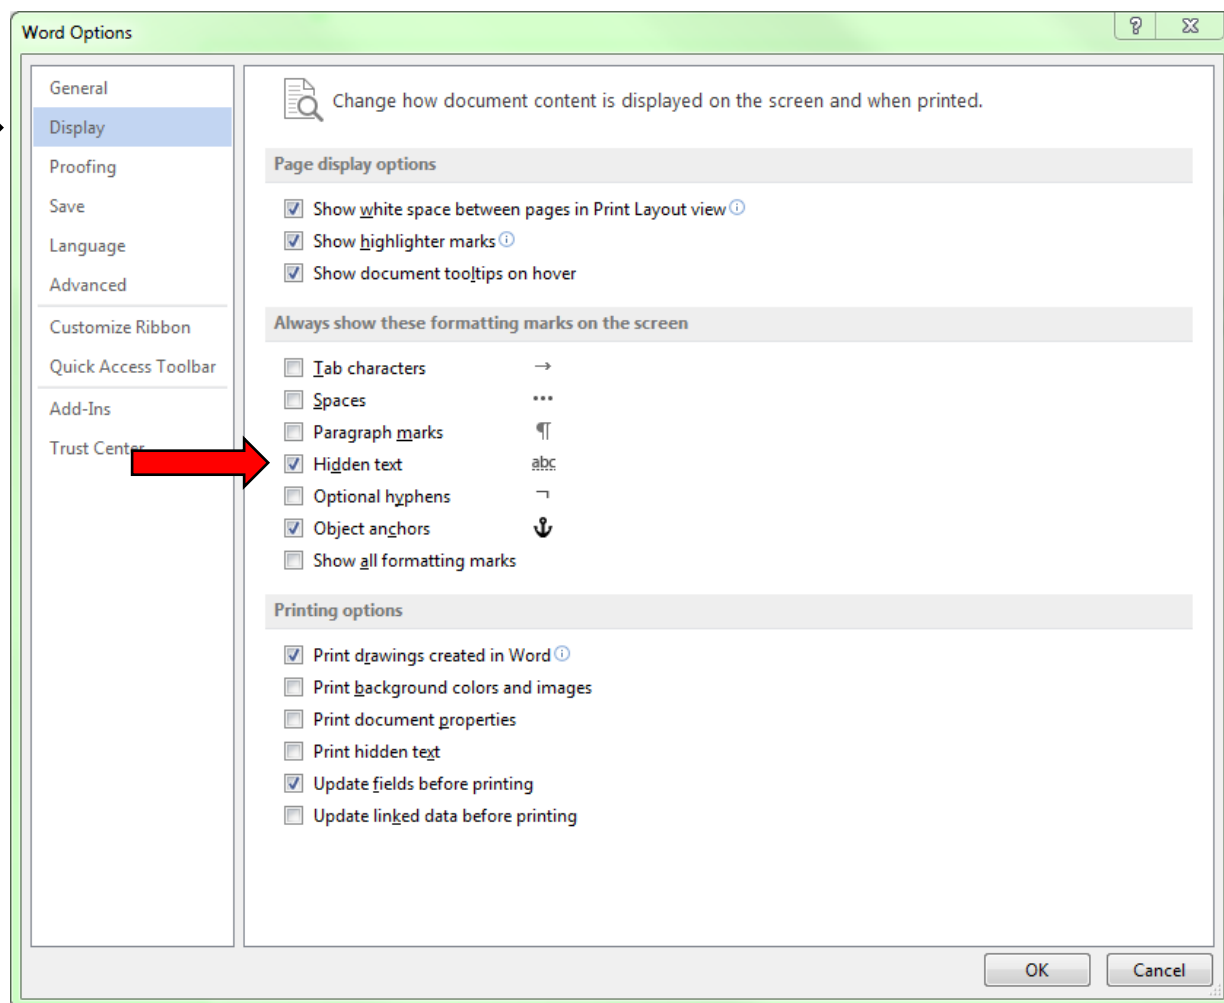 Word Options
General
Display
Proofing
Save
Language
Advanced
Customize Ribbon
Quick Access Toolbar
Add-Ins
Trust Center
Change how document content is displayed on the screen and when printed.
Page display options
Show white space between pages in Print Layout view
Show highlighter marks
Show document tooltips on hover
Always show these formatting marks on the screen
Tab characters →
Spaces •••
Paragraph marks ¶
Hidden text abc
Optional hyphens ¬
Object anchors
Show all formatting marks
Printing options
Print drawings created in Word
Print background colors and images
Print document properties
Print hidden text
Update fields before printing
Update linked data before printing
OK Cancel